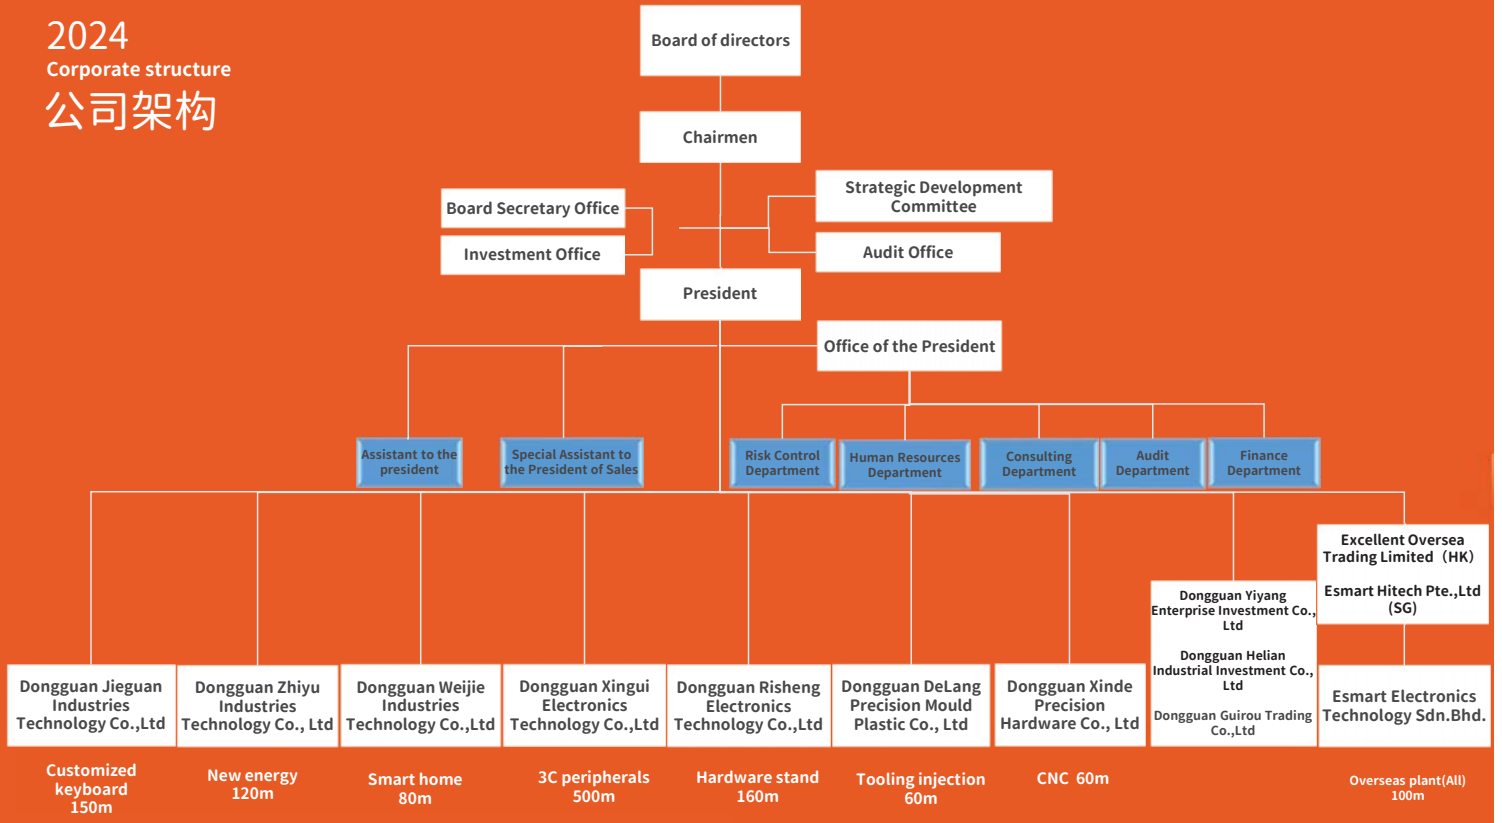 2024
Corporate structure
公司架构
Board of directors
Chairmen
Board Secretary Office
Investment Office
Strategic Development
Committee
Audit Office
President
Office of the President
Assistant to the
president
Special Assistant to
the President of Sales
Risk Control
Department
Human Resources
Department
Consulting
Department
Audit
Department
Finance
Department
Excellent Oversea
Trading Limited（HK）
Esmart Hitech Pte.,Ltd
(SG)
Dongguan Yiyang
Enterprise Investment Co.,
Ltd
Dongguan Helian
Industrial Investment Co.,
Ltd
Dongguan Guirou Trading
Co.,Ltd
Dongguan Jieguan
Industries
Technology Co.,Ltd
Dongguan Zhiyu
Industries
Technology Co., Ltd
Dongguan Weijie
Industries
Technology Co.,Ltd
Dongguan Xingui
Electronics
Technology Co.,Ltd
Dongguan Risheng
Electronics
Technology Co.,Ltd
Dongguan DeLang
Precision Mould
Plastic Co., Ltd
Dongguan Xinde
Precision
Hardware Co., Ltd
Esmart Electronics
Technology Sdn.Bhd.
Customized
keyboard
150m
New energy
120m
Smart home
80m
3C peripherals
500m
Hardware stand
160m
Tooling injection
60m
CNC 60m
Overseas plant(All)
100m